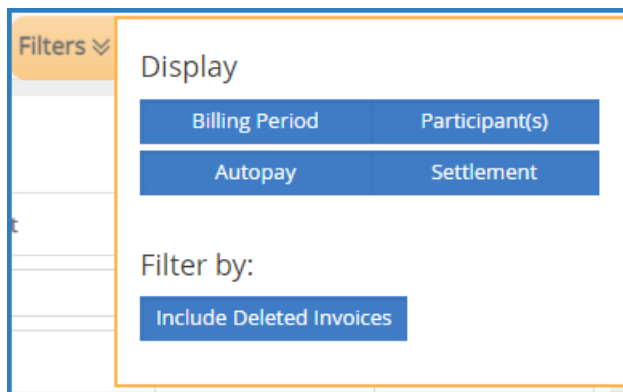 Filters
Display
Billing Period Participant(s)
Autopay Settlement
t
Filter by:
Include Deleted Invoices